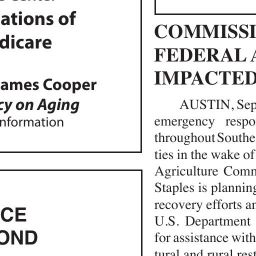 ations of
dicare
ames Cooper
cy on Aging
nformation
CE
OND
COMMISSI
FEDERAL A
IMPACTED
AUSTIN, Sep
emergency respo
throughout Southe
ties in the wake of
Agriculture Comm
Staples is planning
recovery efforts an
U.S. Department
for assistance with
tural and rural rest